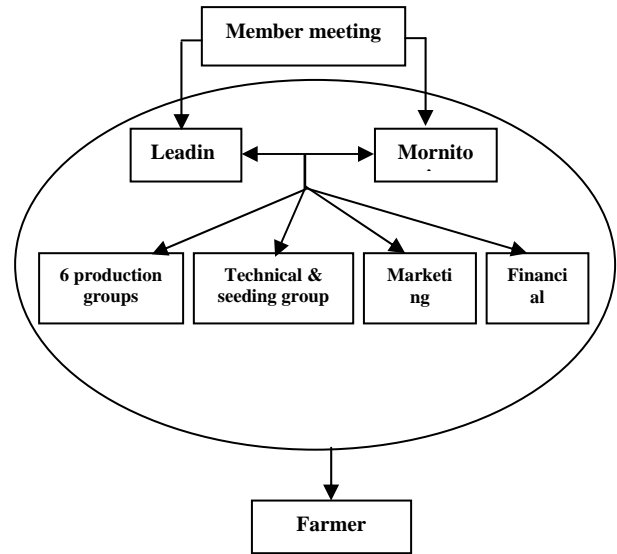 Member meeting
Leadin
Mornito
6 production
groups
Technical &
seeding group
Marketi
ng
Financi
al
Farmer